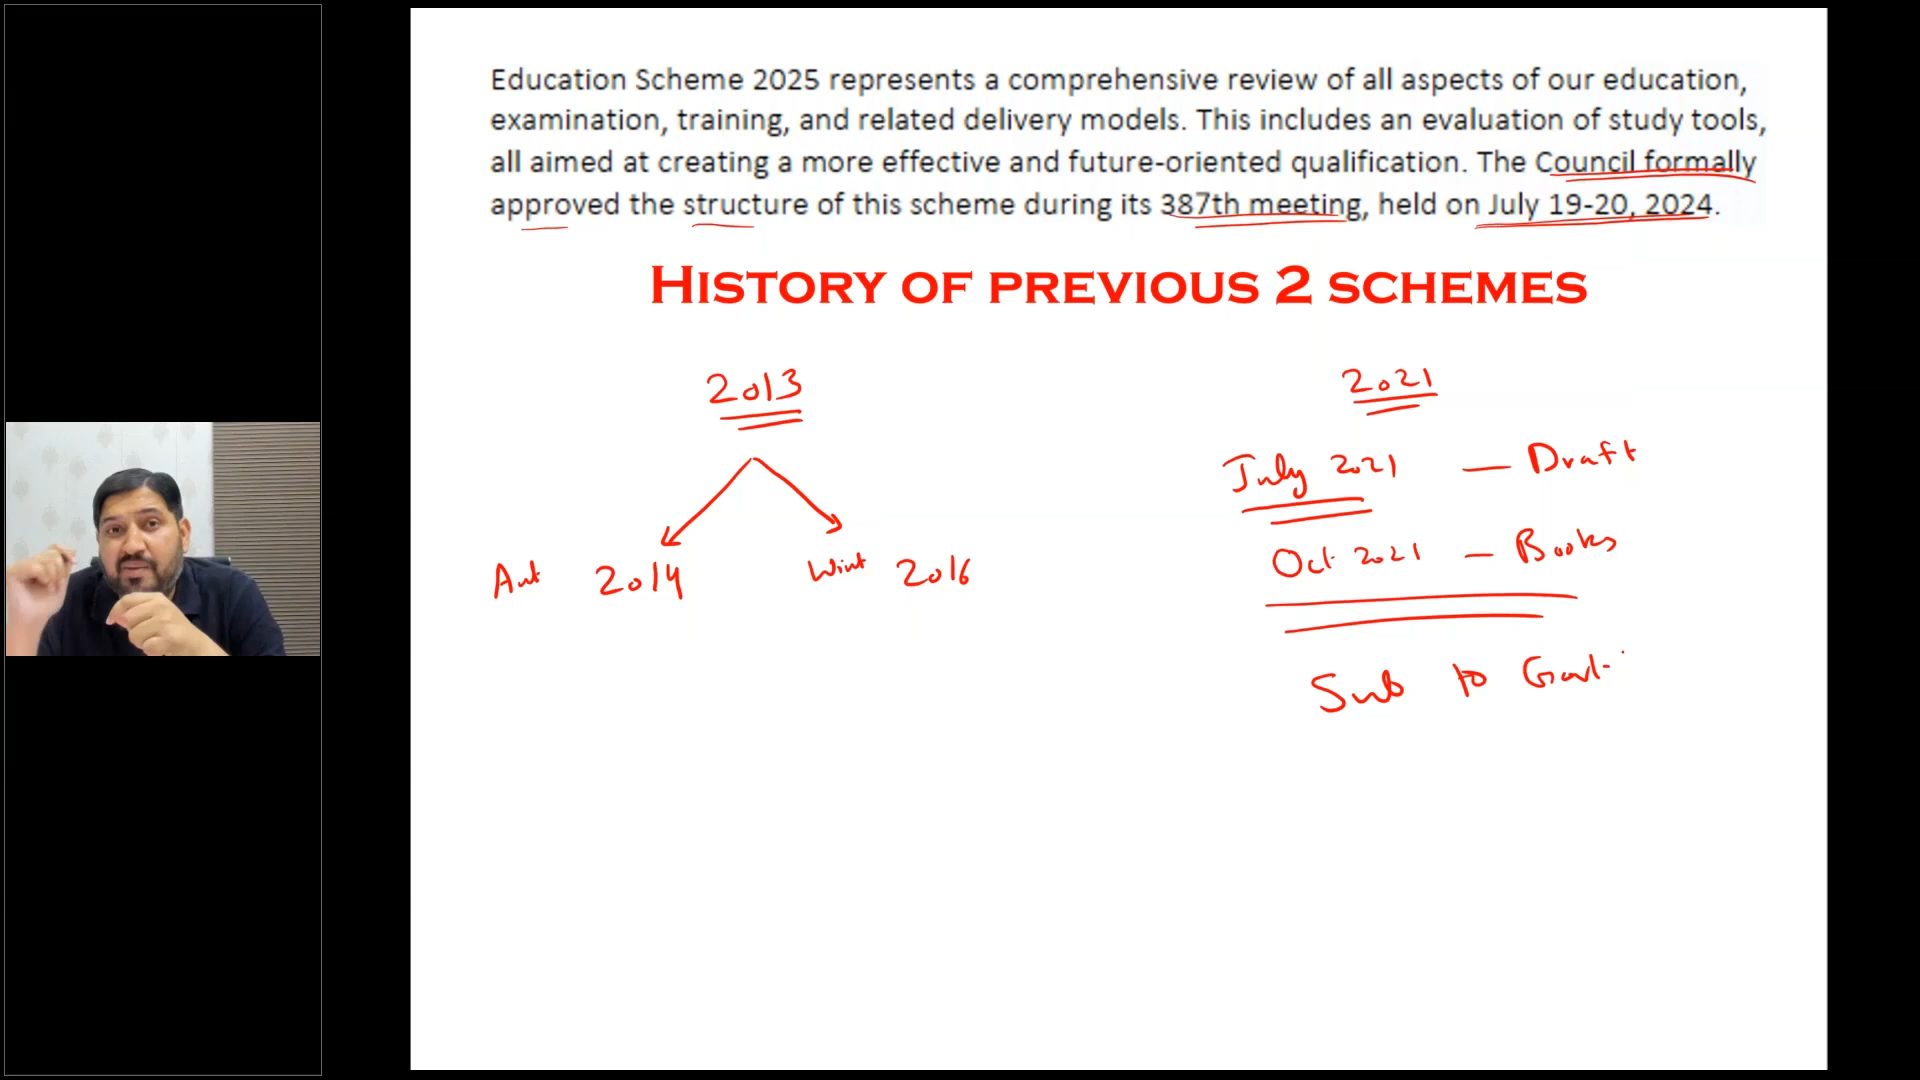 Education Scheme 2025 represents a comprehensive review of all aspects of our education,
examination, training, and related delivery models. This includes an evaluation of study tools,
all aimed at creating a more effective and future-oriented qualification. The Council formally
approved the structure of this scheme during its 387th meeting, held on July 19-20, 2024.
HISTORY OF PREVIOUS 2 SCHEMES
2013
Aut 2014
Wint 2016
2021
July 2021 — Draft
Oct 2021 — Books
Sub to Govt.